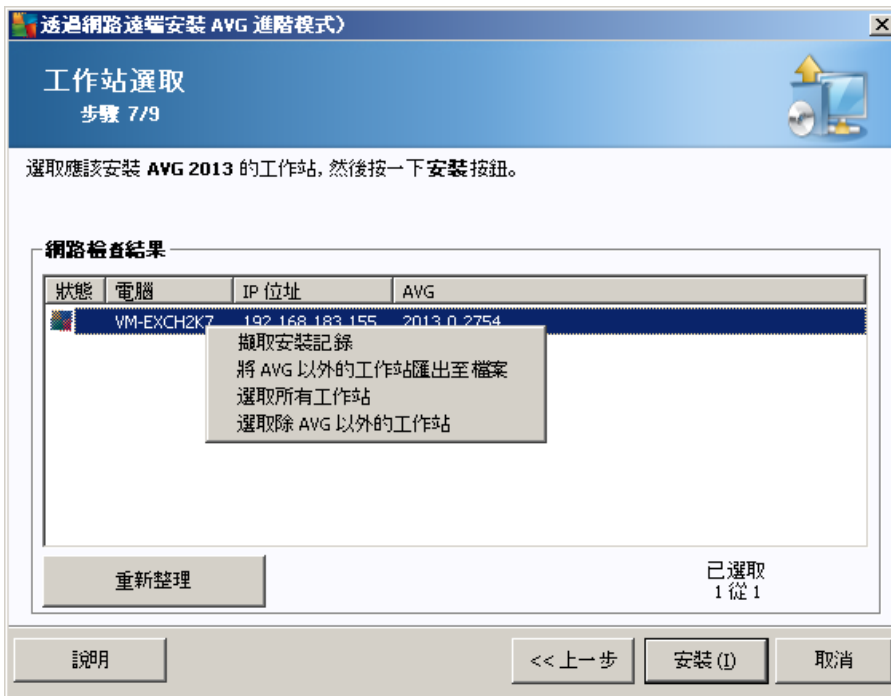 透過網路遠端安裝 AVG 進階模式)
工作站選取
步驟 7/9
選取應該安裝 AVG 2013 的工作站, 然後按一下安裝按鈕。
網路檢查結果
狀態 電腦 IP 位址 AVG
VM-EXCH2K7 192.168.183.155 2013.0.2754
擷取安裝記錄
將 AVG 以外的工作站匯出至檔案
選取所有工作站
選取除 AVG 以外的工作站
重新整理
已選取
1 從 1
說明
<< 上一步
安裝 (I)
取消